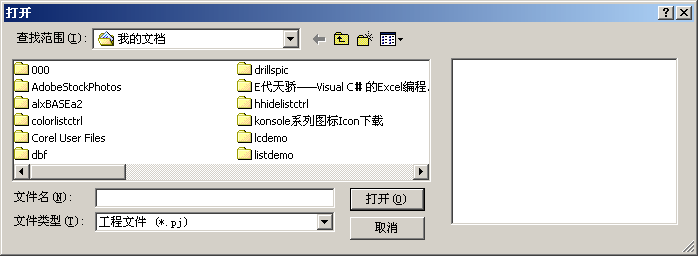 打开
查找范围(I):
我的文档
000
AdobeStockPhotos
alxBASEa2
colorlistctrl
Corel User Files
dbf
drillspic
E代天骄——Visual C# 的Excel编程.
hhidelistctrl
konsole系列图标Icon下载
lcdemo
listdemo
文件名(N):
打开(O)
文件类型(T):
工程文件 (*.pj)
取消